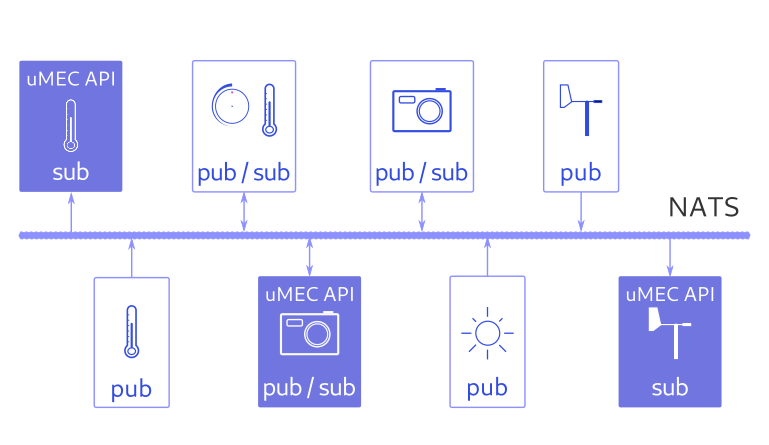 uMEC API
sub
pub / sub
pub / sub
pub
NATS
pub
uMEC API
pub / sub
pub
uMEC API
sub